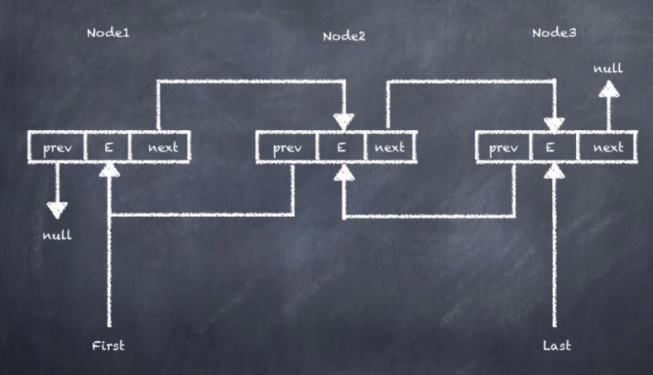 Node1
Node2
Node3
null
prev E next
prev E next
prev E next
null
First
Last